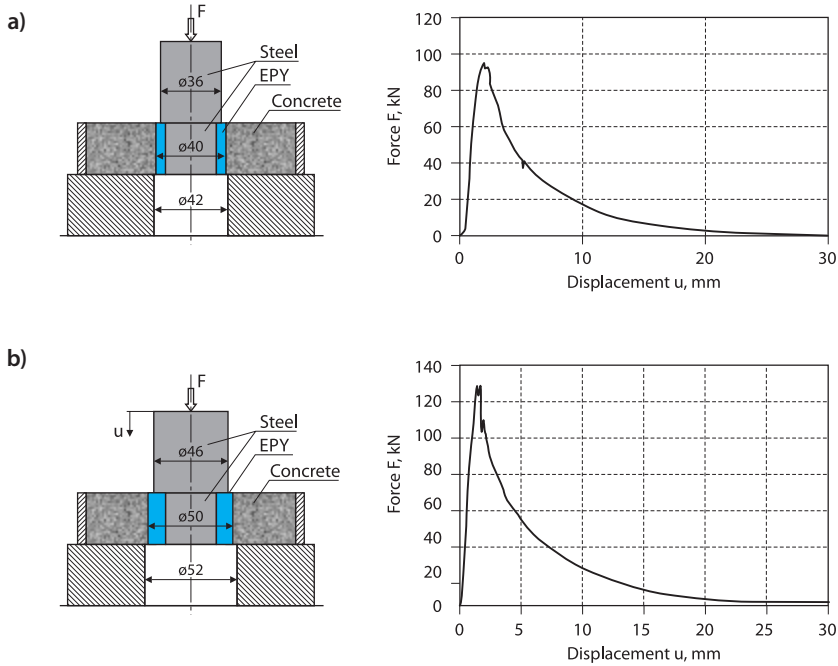 a)
F
Steel
EPY
Concrete
ø36
ø40
ø42
Force F, kN
120
100
80
60
40
20
0
0 10 20 30
Displacement u, mm
b)
F
u
Steel
EPY
Concrete
ø46
ø50
ø52
Force F, kN
140
120
100
80
60
40
20
0
0 5 10 15 20 25 30
Displacement u, mm